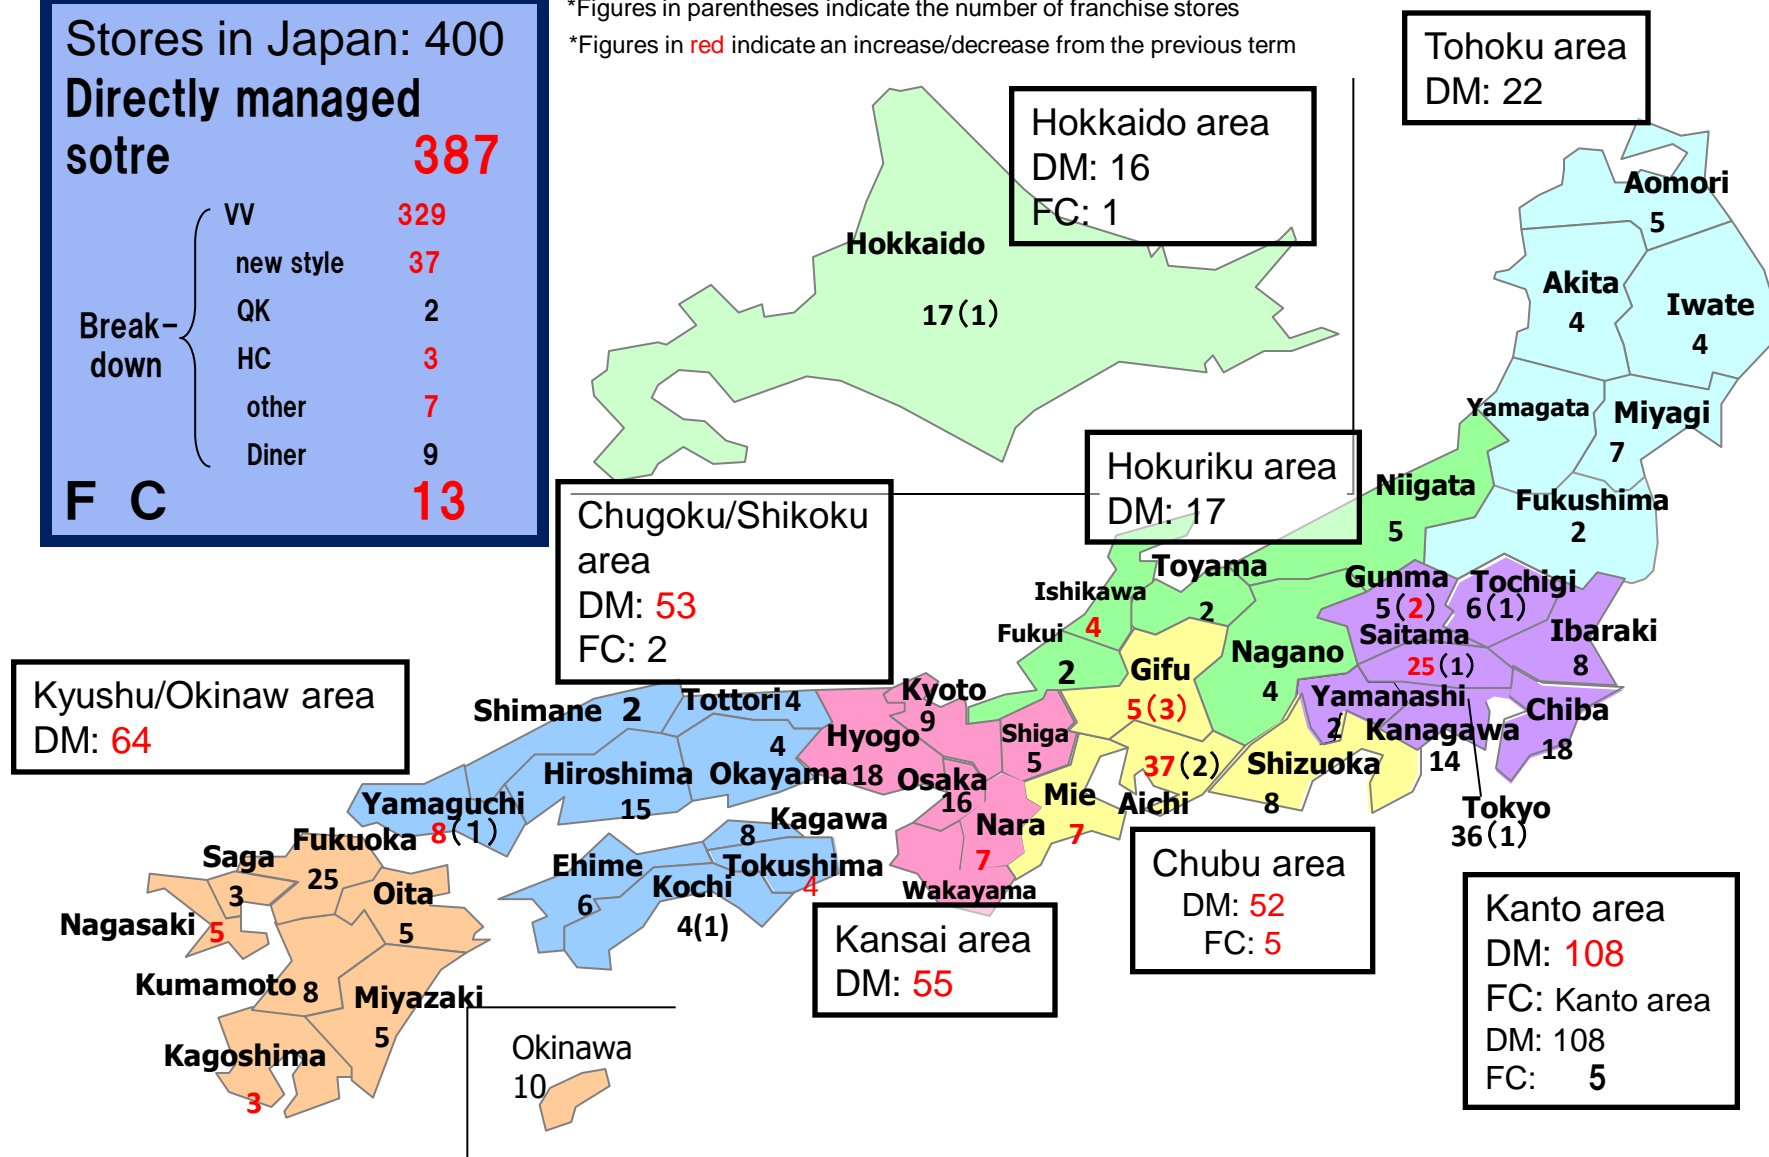 *Figures in parentheses indicate the number of franchise stores
*Figures in red indicate an increase/decrease from the previous term
Stores in Japan: 400
Directly managed
sotre 387
Break-
down
VV 329
new style 37
QK 2
HC 3
other 7
Diner 9
F C 13
Hokkaido area
DM: 16
FC: 1
Tohoku area
DM: 22
Hokkaido
17(1)
Aomori
5
Akita
4
Iwate
4
Yamagata
Miyagi
7
Fukushima
2
Hokuriku area
DM: 17
Niigata
5
Toyama
2
Ishikawa
4
Fukui
2
Nagano
4
Chugoku/Shikoku
area
DM: 53
FC: 2
Gunma
5(2)
Tochigi
6(1)
Saitama
25(1)
Ibaraki
8
Yamanashi
2
Kanagawa
14
Chiba
18
Tokyo
36(1)
Gifu
5(3)
37(2)
Aichi
Shizuoka
8
Mie
7
Kyoto
9
Shiga
5
Hyogo
18
Osaka
16
Nara
7
Wakayama
Kyushu/Okinaw area
DM: 64
Shimane 2
Tottori 4
4
Okayama
Hiroshima
15
Yamaguchi
8(1)
Kagawa
8
Tokushima
4
Ehime
6
Kochi
4(1)
Fukuoka
25
Saga
3
Oita
5
Nagasaki
5
Kumamoto 8
Miyazaki
5
Kagoshima
3
Okinawa
10
Kansai area
DM: 55
Chubu area
DM: 52
FC: 5
Kanto area
DM: 108
FC: Kanto area
DM: 108
FC: 5